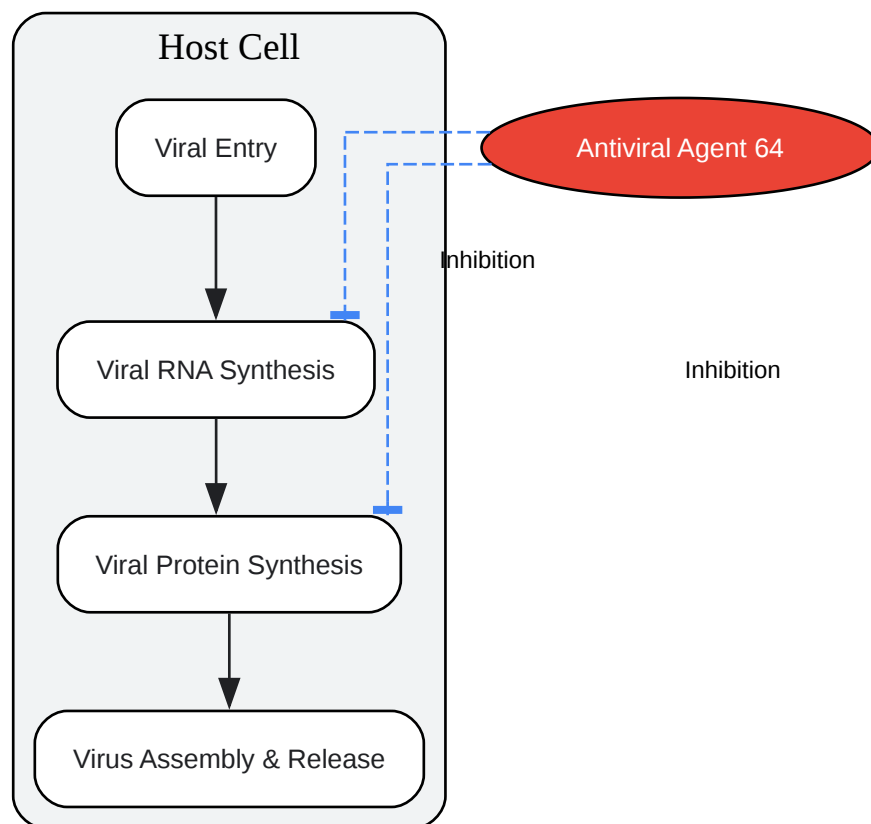 Host Cell
Viral Entry
Antiviral Agent 64
Inhibition
Viral RNA Synthesis
Inhibition
Viral Protein Synthesis
Virus Assembly & Release